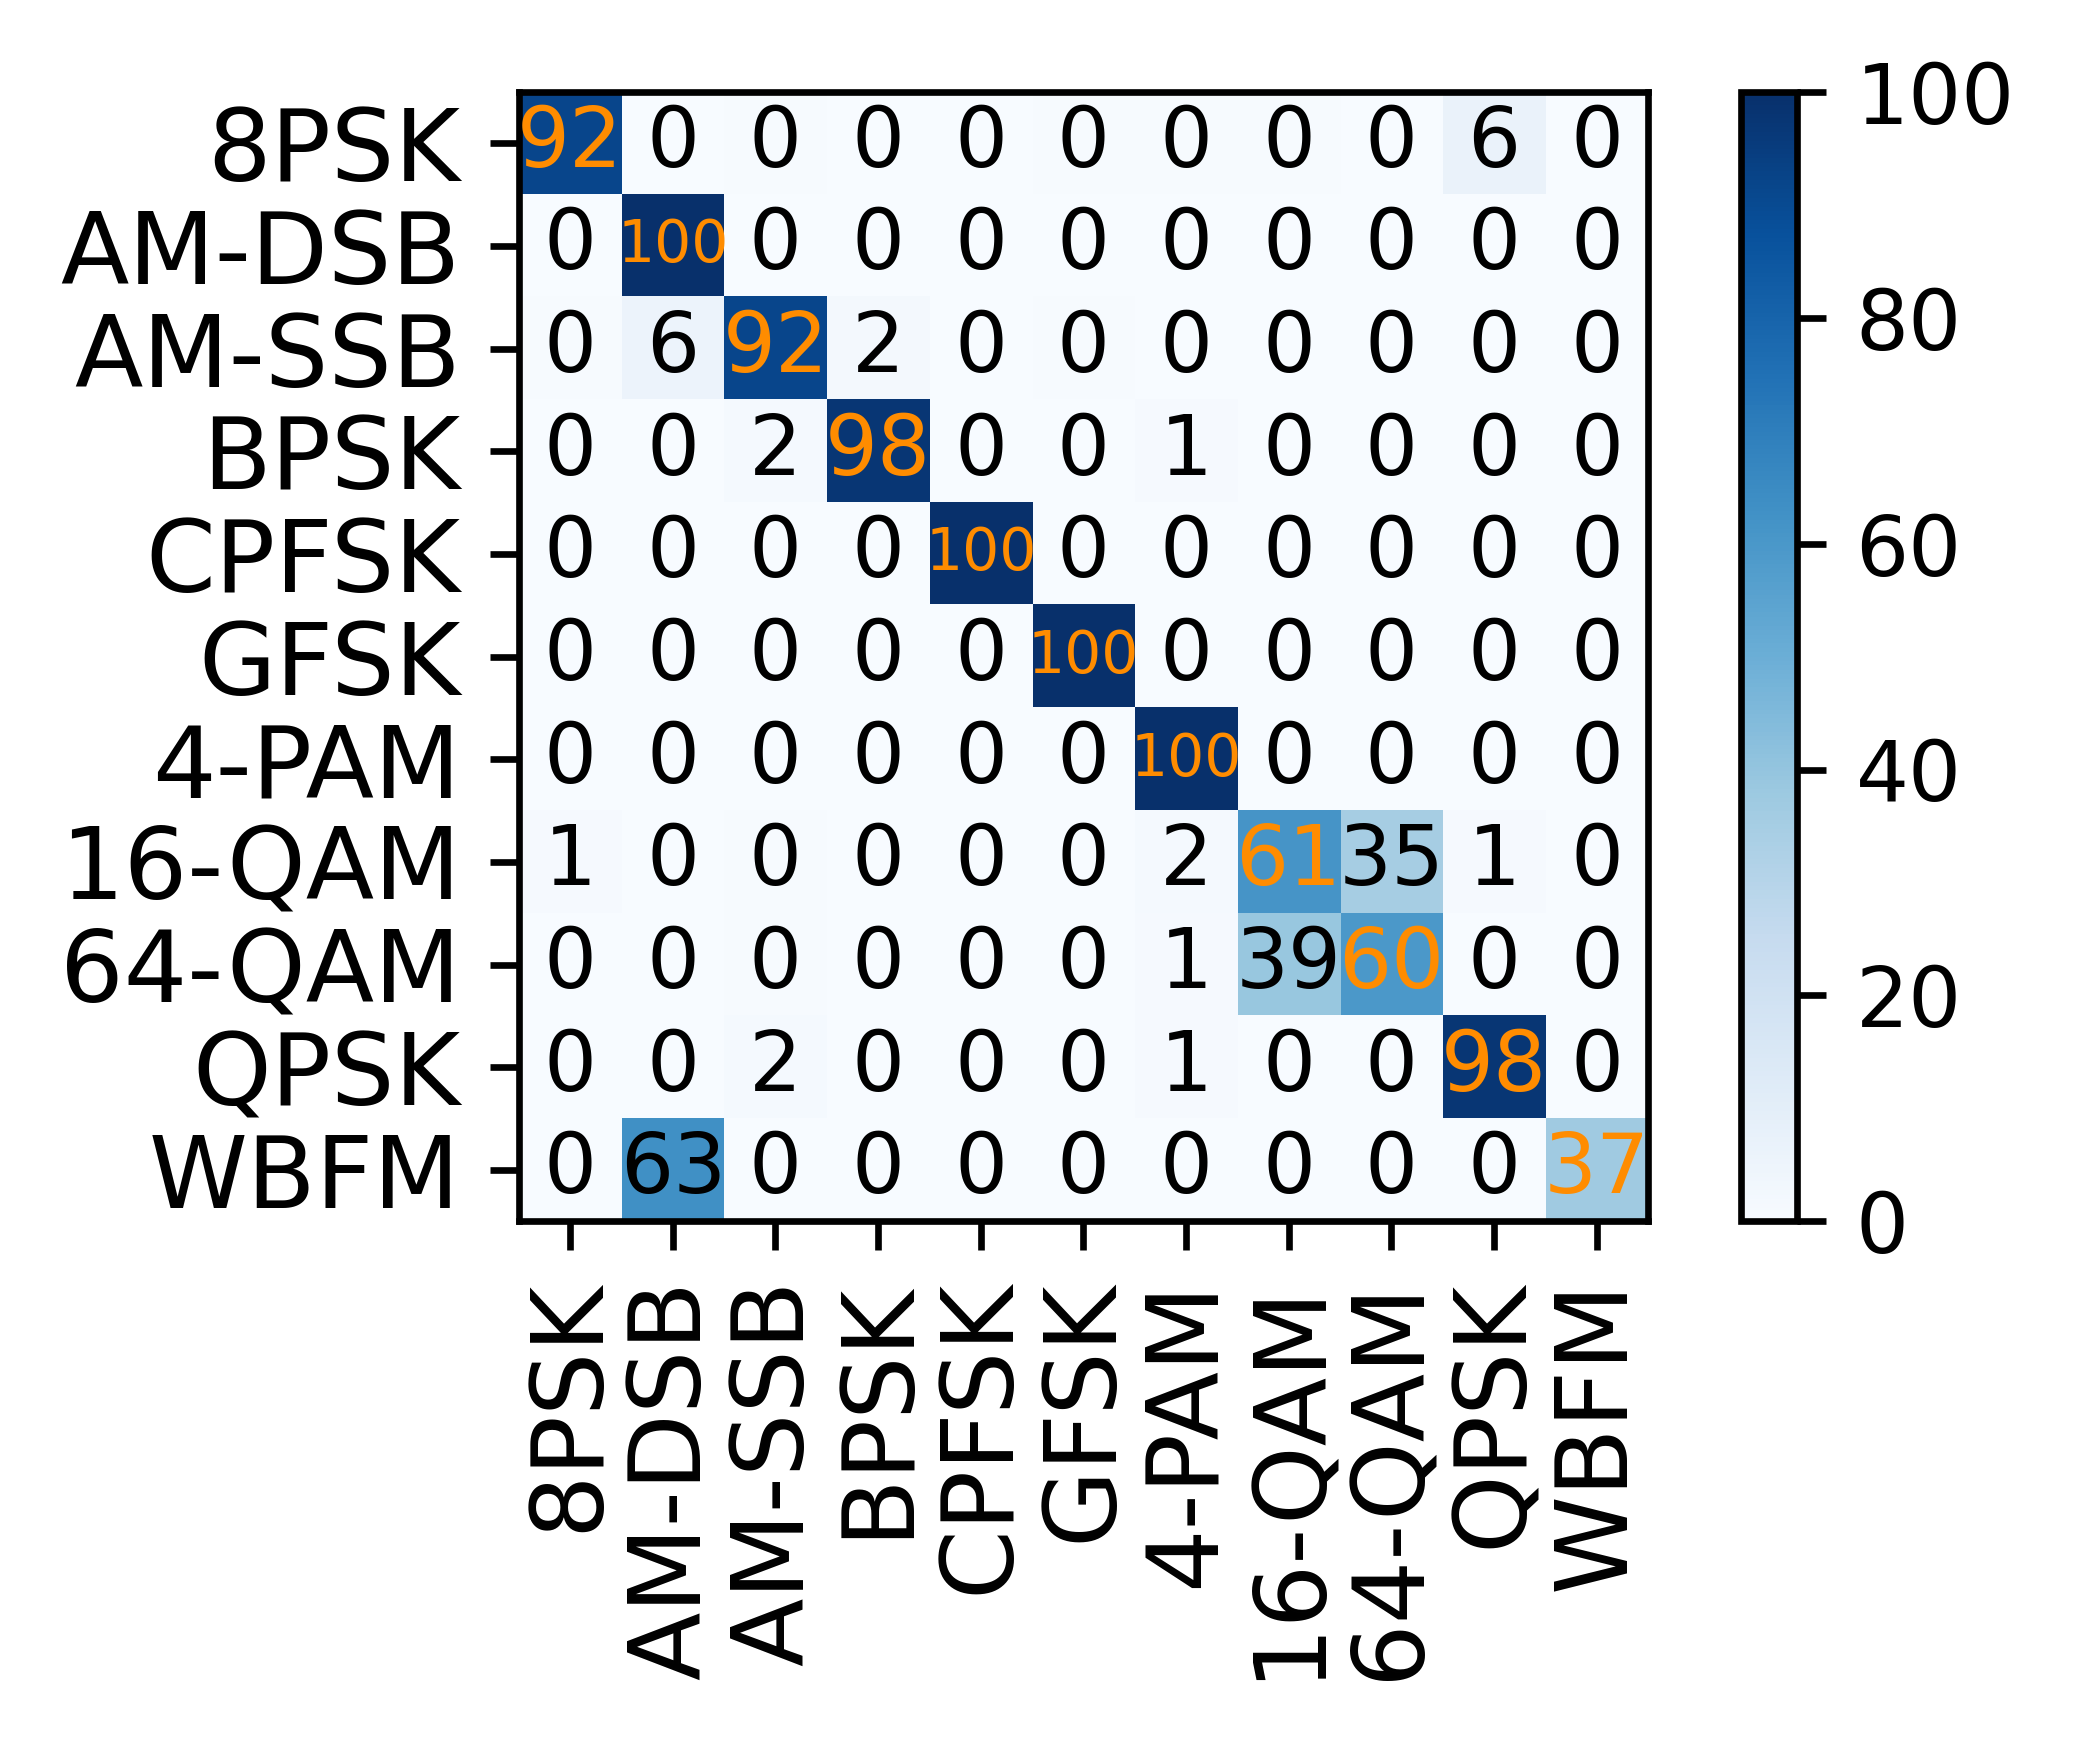 8PSK 92 0 0 0 0 0 0 0 0 6 0
AM-DSB 0 100 0 0 0 0 0 0 0 0 0
AM-SSB 0 6 92 2 0 0 0 0 0 0 0
BPSK 0 0 2 98 0 0 1 0 0 0 0
CPFSK 0 0 0 0 100 0 0 0 0 0 0
GFSK 0 0 0 0 0 100 0 0 0 0 0
4-PAM 0 0 0 0 0 0 100 0 0 0 0
16-QAM 1 0 0 0 0 0 2 61 35 1 0
64-QAM 0 0 0 0 0 0 1 39 60 0 0
QPSK 0 0 2 0 0 0 1 0 0 98 0
WBFM 0 63 0 0 0 0 0 0 0 0 37
8PSK
AM-DSB
AM-SSB
BPSK
CPFSK
GFSK
4-PAM
16-QAM
64-QAM
QPSK
WBFM
100
80
60
40
20
0